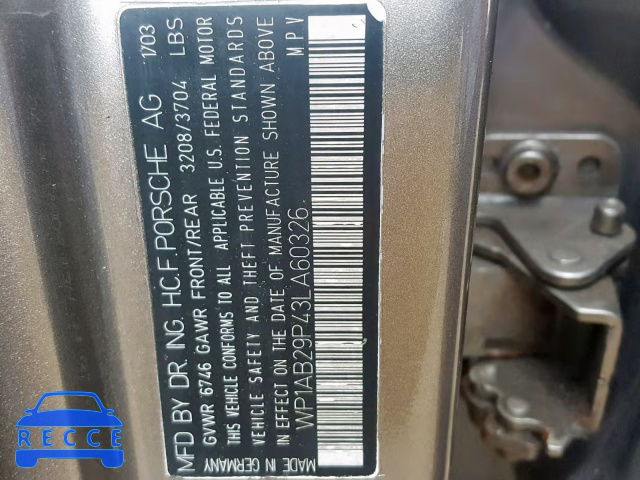 MFD BY DR. ING. H.C. F. PORSCHE AG 1/03
GVWR 6746 GAWR FRONT/REAR 3208/3704 LBS
THIS VEHICLE CONFORMS TO ALL APPLICABLE U.S. FEDERAL MOTOR
VEHICLE SAFETY AND THEFT PREVENTION STANDARDS
IN EFFECT ON THE DATE OF MANUFACTURE SHOWN ABOVE
WP1AB29P43LA60326 MPV
MADE IN GERMANY
RECCE